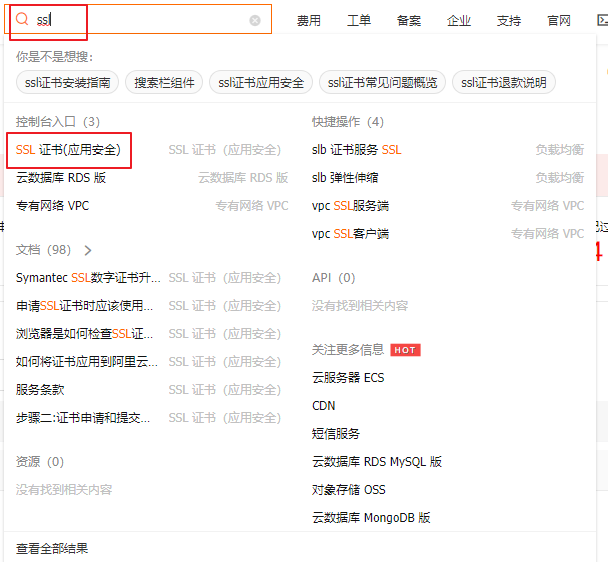 ssl 费用 工单 备案 企业 支持 官网
你是不是想搜：
ssl证书安装指南 搜索栏组件 ssl证书应用安全 ssl证书常见问题概览 ssl证书退款说明
控制台入口（3）
SSL 证书(应用安全) SSL 证书（应用安全）
云数据库 RDS 版 云数据库 RDS 版
专有网络 VPC 专有网络 VPC
文档（98）
Symantec SSL数字证书升... SSL 证书（应用安全）
申请SSL证书时应该使用... SSL 证书（应用安全）
浏览器是如何检查SSL证... SSL 证书（应用安全）
如何将证书应用到阿里云... SSL 证书（应用安全）
服务条款 SSL 证书（应用安全）
步骤二:证书申请和提交... SSL 证书（应用安全）
资源（0）
没有找到相关内容
快捷操作（4）
slb 证书服务 SSL 负载均衡
slb 弹性伸缩 负载均衡
vpc SSL服务端 专有网络 VPC
vpc SSL客户端 专有网络 VPC
API（0）
没有找到相关内容
关注更多信息 HOT
云服务器 ECS
CDN
短信服务
云数据库 RDS MySQL 版
对象存储 OSS
云数据库 MongoDB 版
查看全部结果